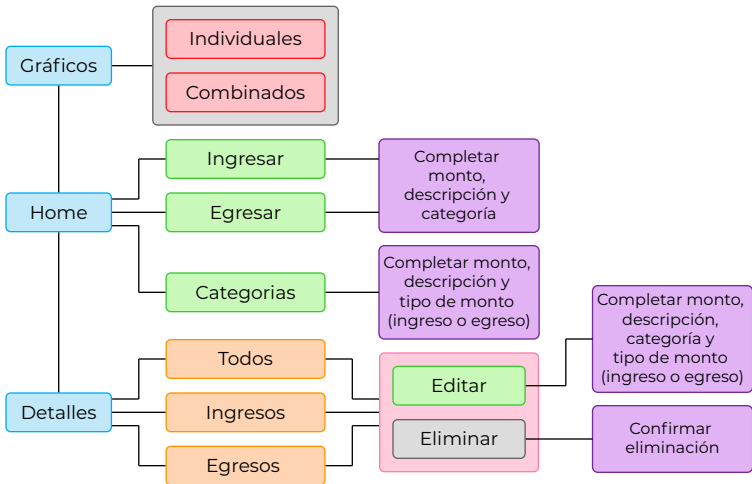 Gráficos
Individuales
Combinados
Home
Ingresar
Egresar
Completar
monto,
descripción y
categoría
Categorias
Completar monto,
descripción y
tipo de monto
(ingreso o egreso)
Detalles
Todos
Ingresos
Egresos
Editar
Eliminar
Completar monto,
descripción,
categoría y
tipo de monto
(ingreso o egreso)
Confirmar
eliminación